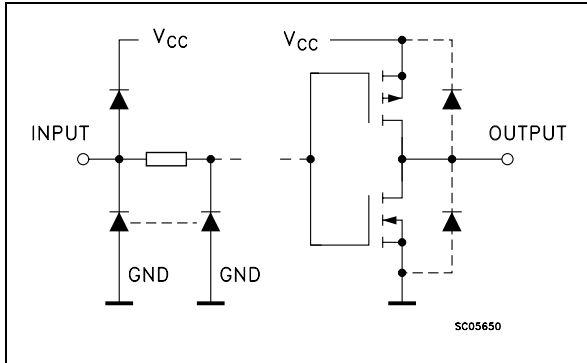 VCC
VCC
INPUT
OUTPUT
GND
GND
SC05650